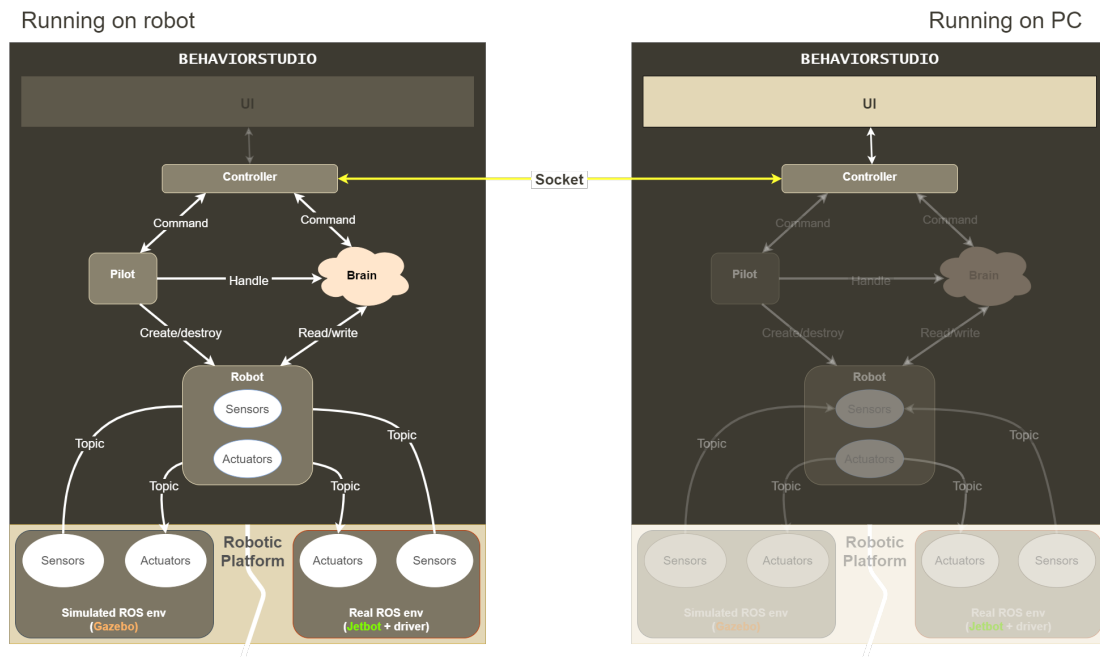 Running on robot
Running on PC
BEHAVIORSTUDIO
UI
Controller
Command
Command
Pilot
Handle
Brain
Create/destroy
Read/write
Robot
Sensors
Actuators
Topic
Topic
Topic
Topic
Sensors
Actuators
Robotic
Platform
Actuators
Sensors
Simulated ROS env
(Gazebo)
Real ROS env
(Jetbot + driver)
Socket
BEHAVIORSTUDIO
UI
Controller
Command
Command
Pilot
Handle
Brain
Create/destroy
Read/write
Robot
Sensors
Actuators
Topic
Topic
Topic
Topic
Sensors
Actuators
Robotic
Platform
Actuators
Sensors
Simulated ROS env
(Gazebo)
Real ROS env
(Jetbot + driver)